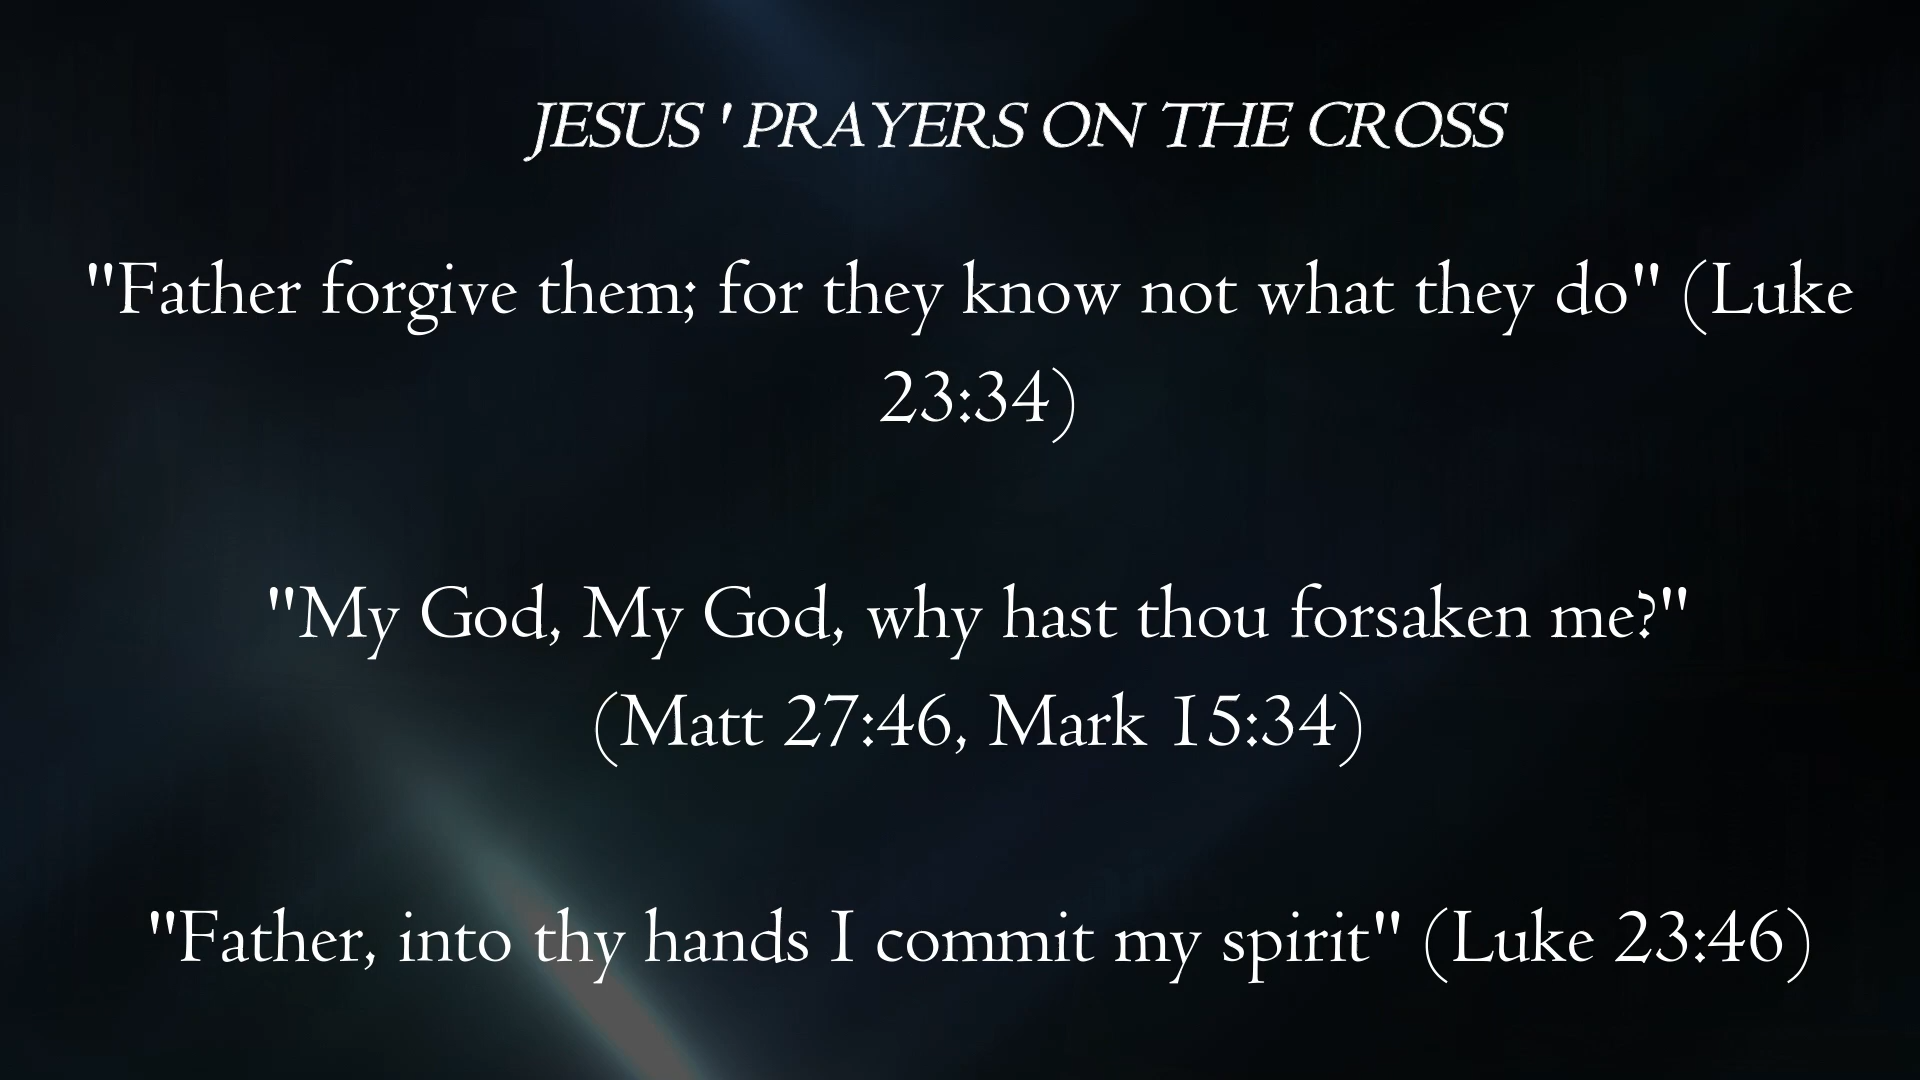 JESUS ' PRAYERS ON THE CROSS
"Father forgive them; for they know not what they do" (Luke
23:34)
"My God, My God, why hast thou forsaken me?"
(Matt 27:46, Mark 15:34)
"Father, into thy hands I commit my spirit" (Luke 23:46)